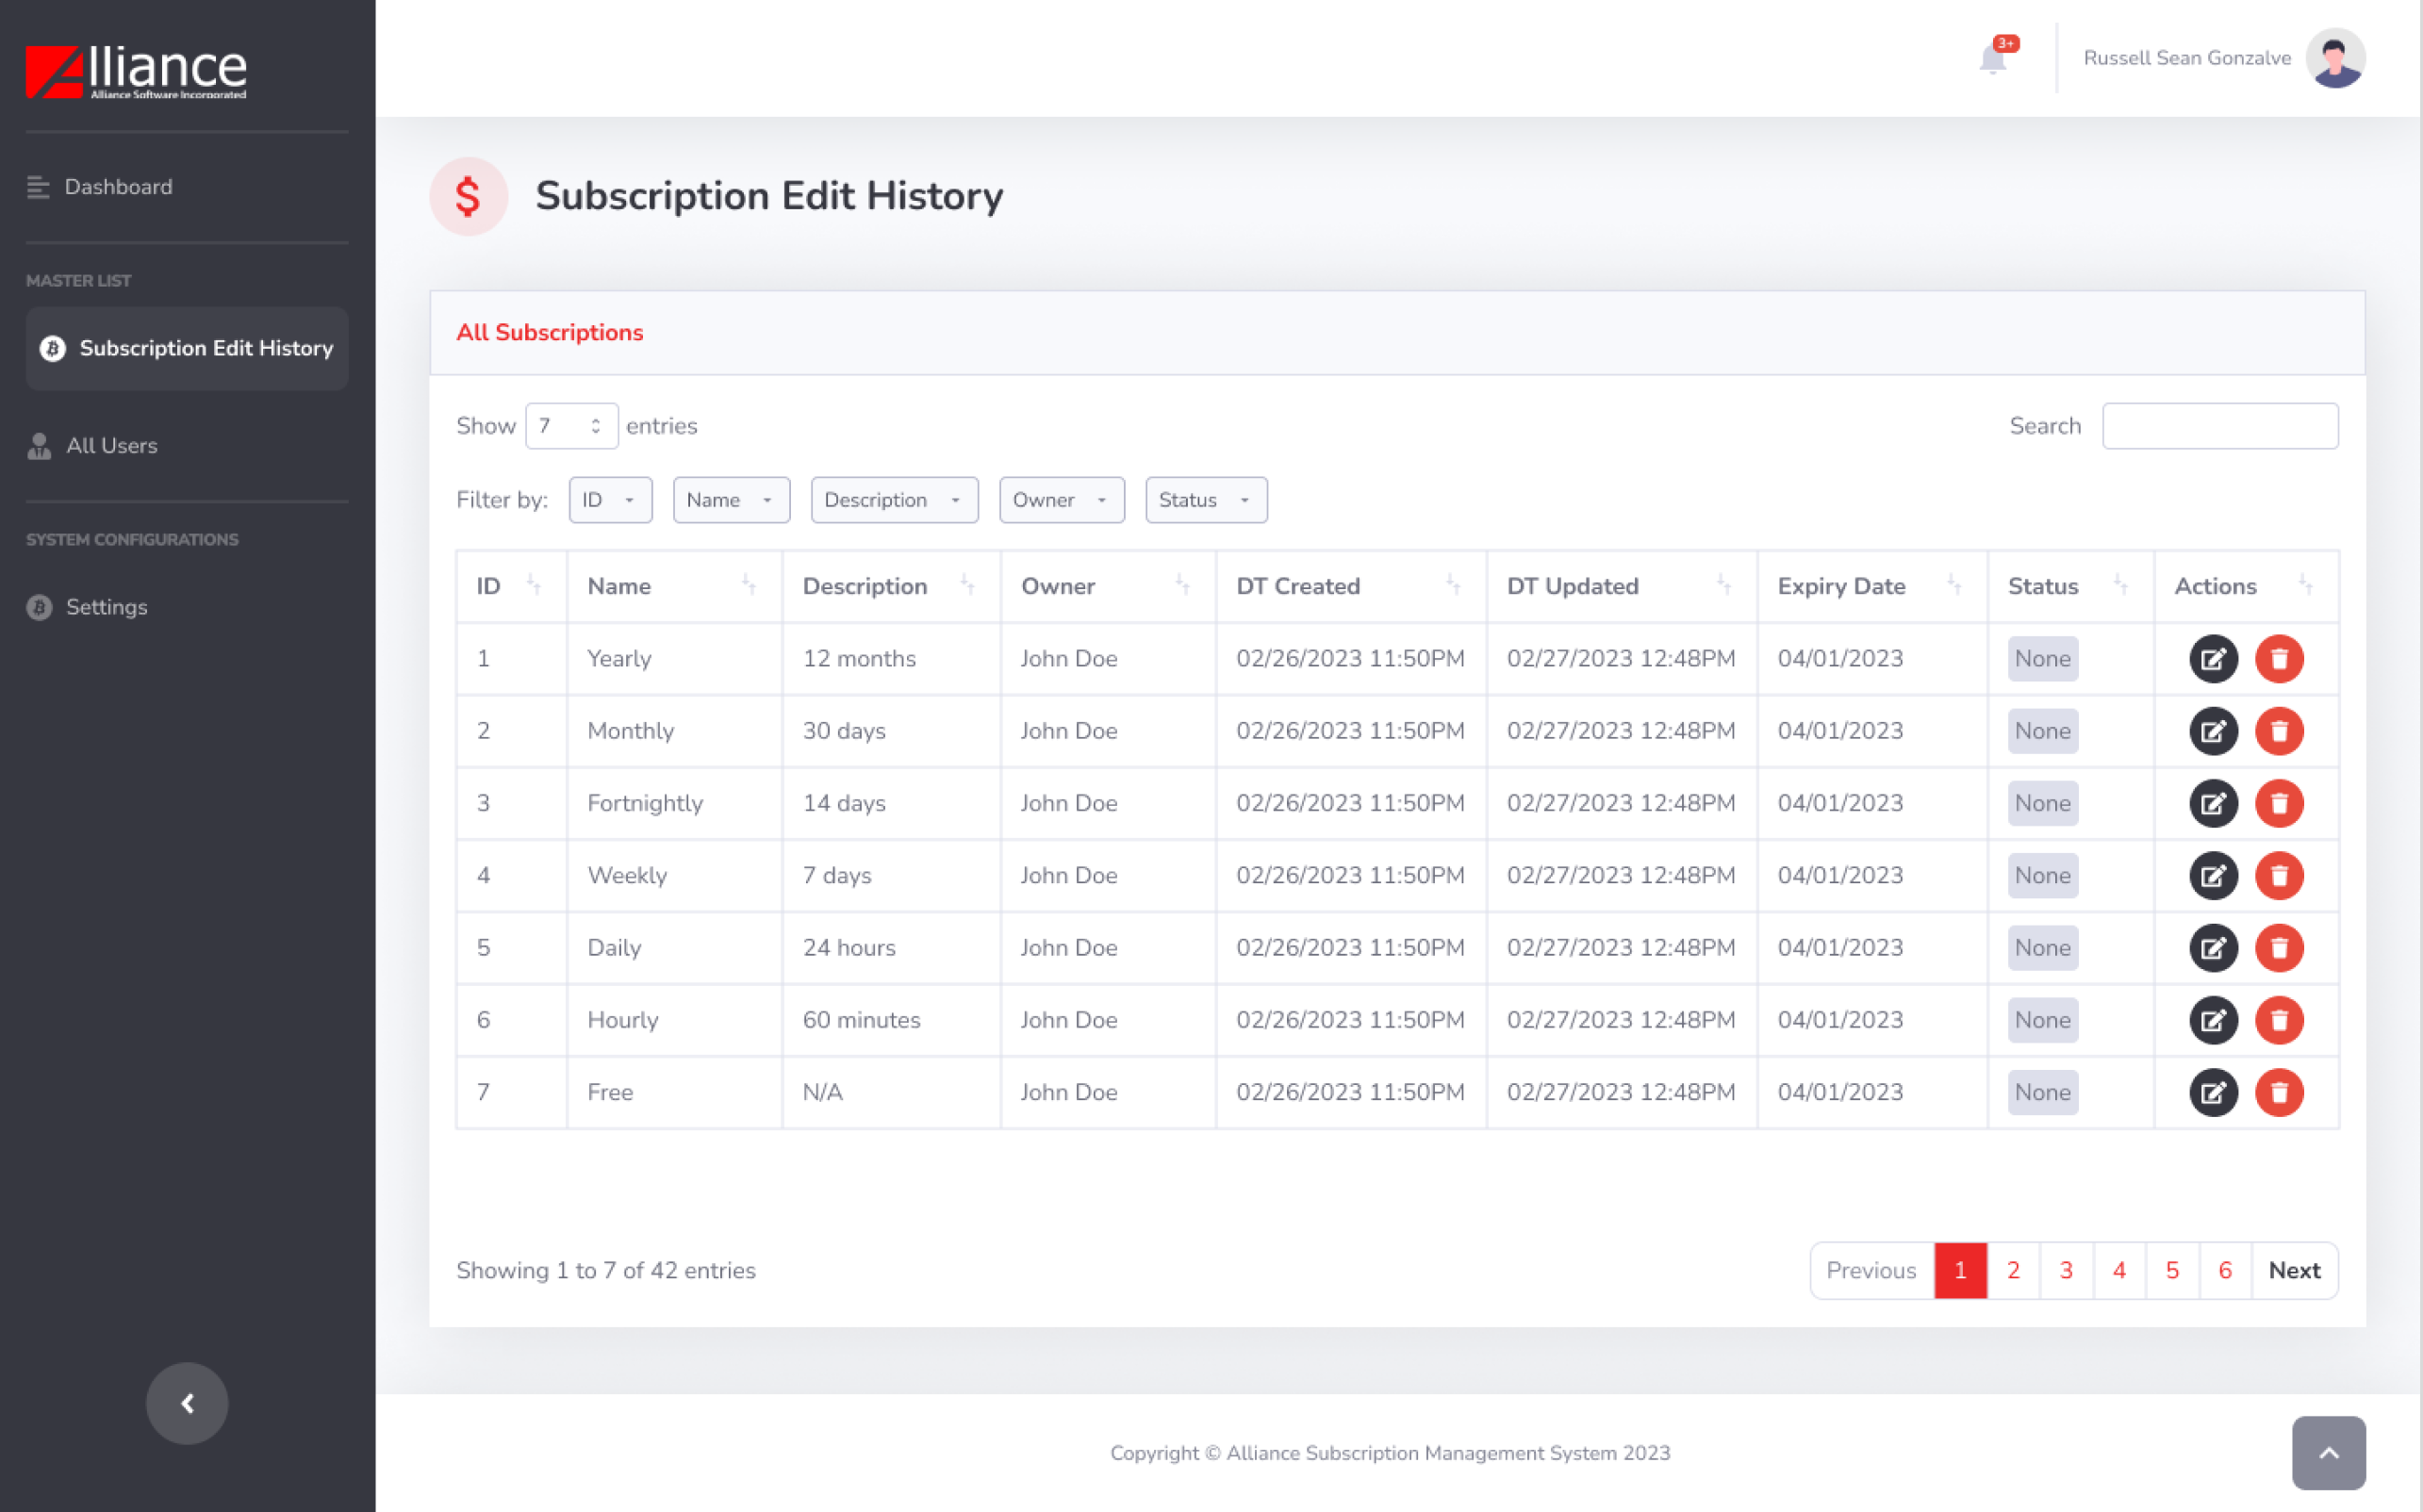 Alliance
Alliance Software Incorporated
Dashboard
MASTER LIST
Subscription Edit History
All Users
SYSTEM CONFIGURATIONS
Settings
3+
Russell Sean Gonzalve
$ Subscription Edit History
All Subscriptions
Show 7 entries
Search
Filter by: ID Name Description Owner Status
ID Name Description Owner DT Created DT Updated Expiry Date Status Actions
1 Yearly 12 months John Doe 02/26/2023 11:50PM 02/27/2023 12:48PM 04/01/2023 None
2 Monthly 30 days John Doe 02/26/2023 11:50PM 02/27/2023 12:48PM 04/01/2023 None
3 Fortnightly 14 days John Doe 02/26/2023 11:50PM 02/27/2023 12:48PM 04/01/2023 None
4 Weekly 7 days John Doe 02/26/2023 11:50PM 02/27/2023 12:48PM 04/01/2023 None
5 Daily 24 hours John Doe 02/26/2023 11:50PM 02/27/2023 12:48PM 04/01/2023 None
6 Hourly 60 minutes John Doe 02/26/2023 11:50PM 02/27/2023 12:48PM 04/01/2023 None
7 Free N/A John Doe 02/26/2023 11:50PM 02/27/2023 12:48PM 04/01/2023 None
Showing 1 to 7 of 42 entries
Previous 1 2 3 4 5 6 Next
Copyright © Alliance Subscription Management System 2023